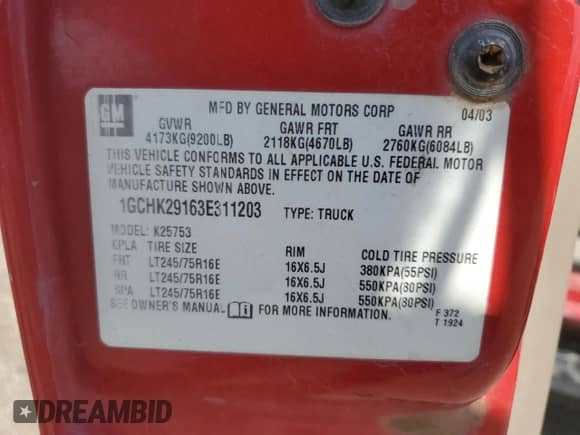 GM
MFD BY GENERAL MOTORS CORP 04/03
GVWR GAWR FRT GAWR RR
4173KG(9200LB) 2118KG(4670LB) 2760KG(6084LB)
THIS VEHICLE CONFORMS TO ALL APPLICABLE U.S. FEDERAL MOTOR
VEHICLE SAFETY STANDARDS IN EFFECT ON THE DATE OF
MANUFACTURE SHOWN ABOVE.
1GCHK29163E311203 TYPE: TRUCK
MODEL: K25753
KPLA TIRE SIZE RIM COLD TIRE PRESSURE
FRT LT245/75R16E 16X6.5J 380KPA(55PSI)
RR LT245/75R16E 16X6.5J 550KPA(80PSI)
SPA LT245/75R16E 16X6.5J 550KPA(80PSI)
SEE OWNER'S MANUAL i FOR MORE INFORMATION.
F 372
T 1924
DREAMBID